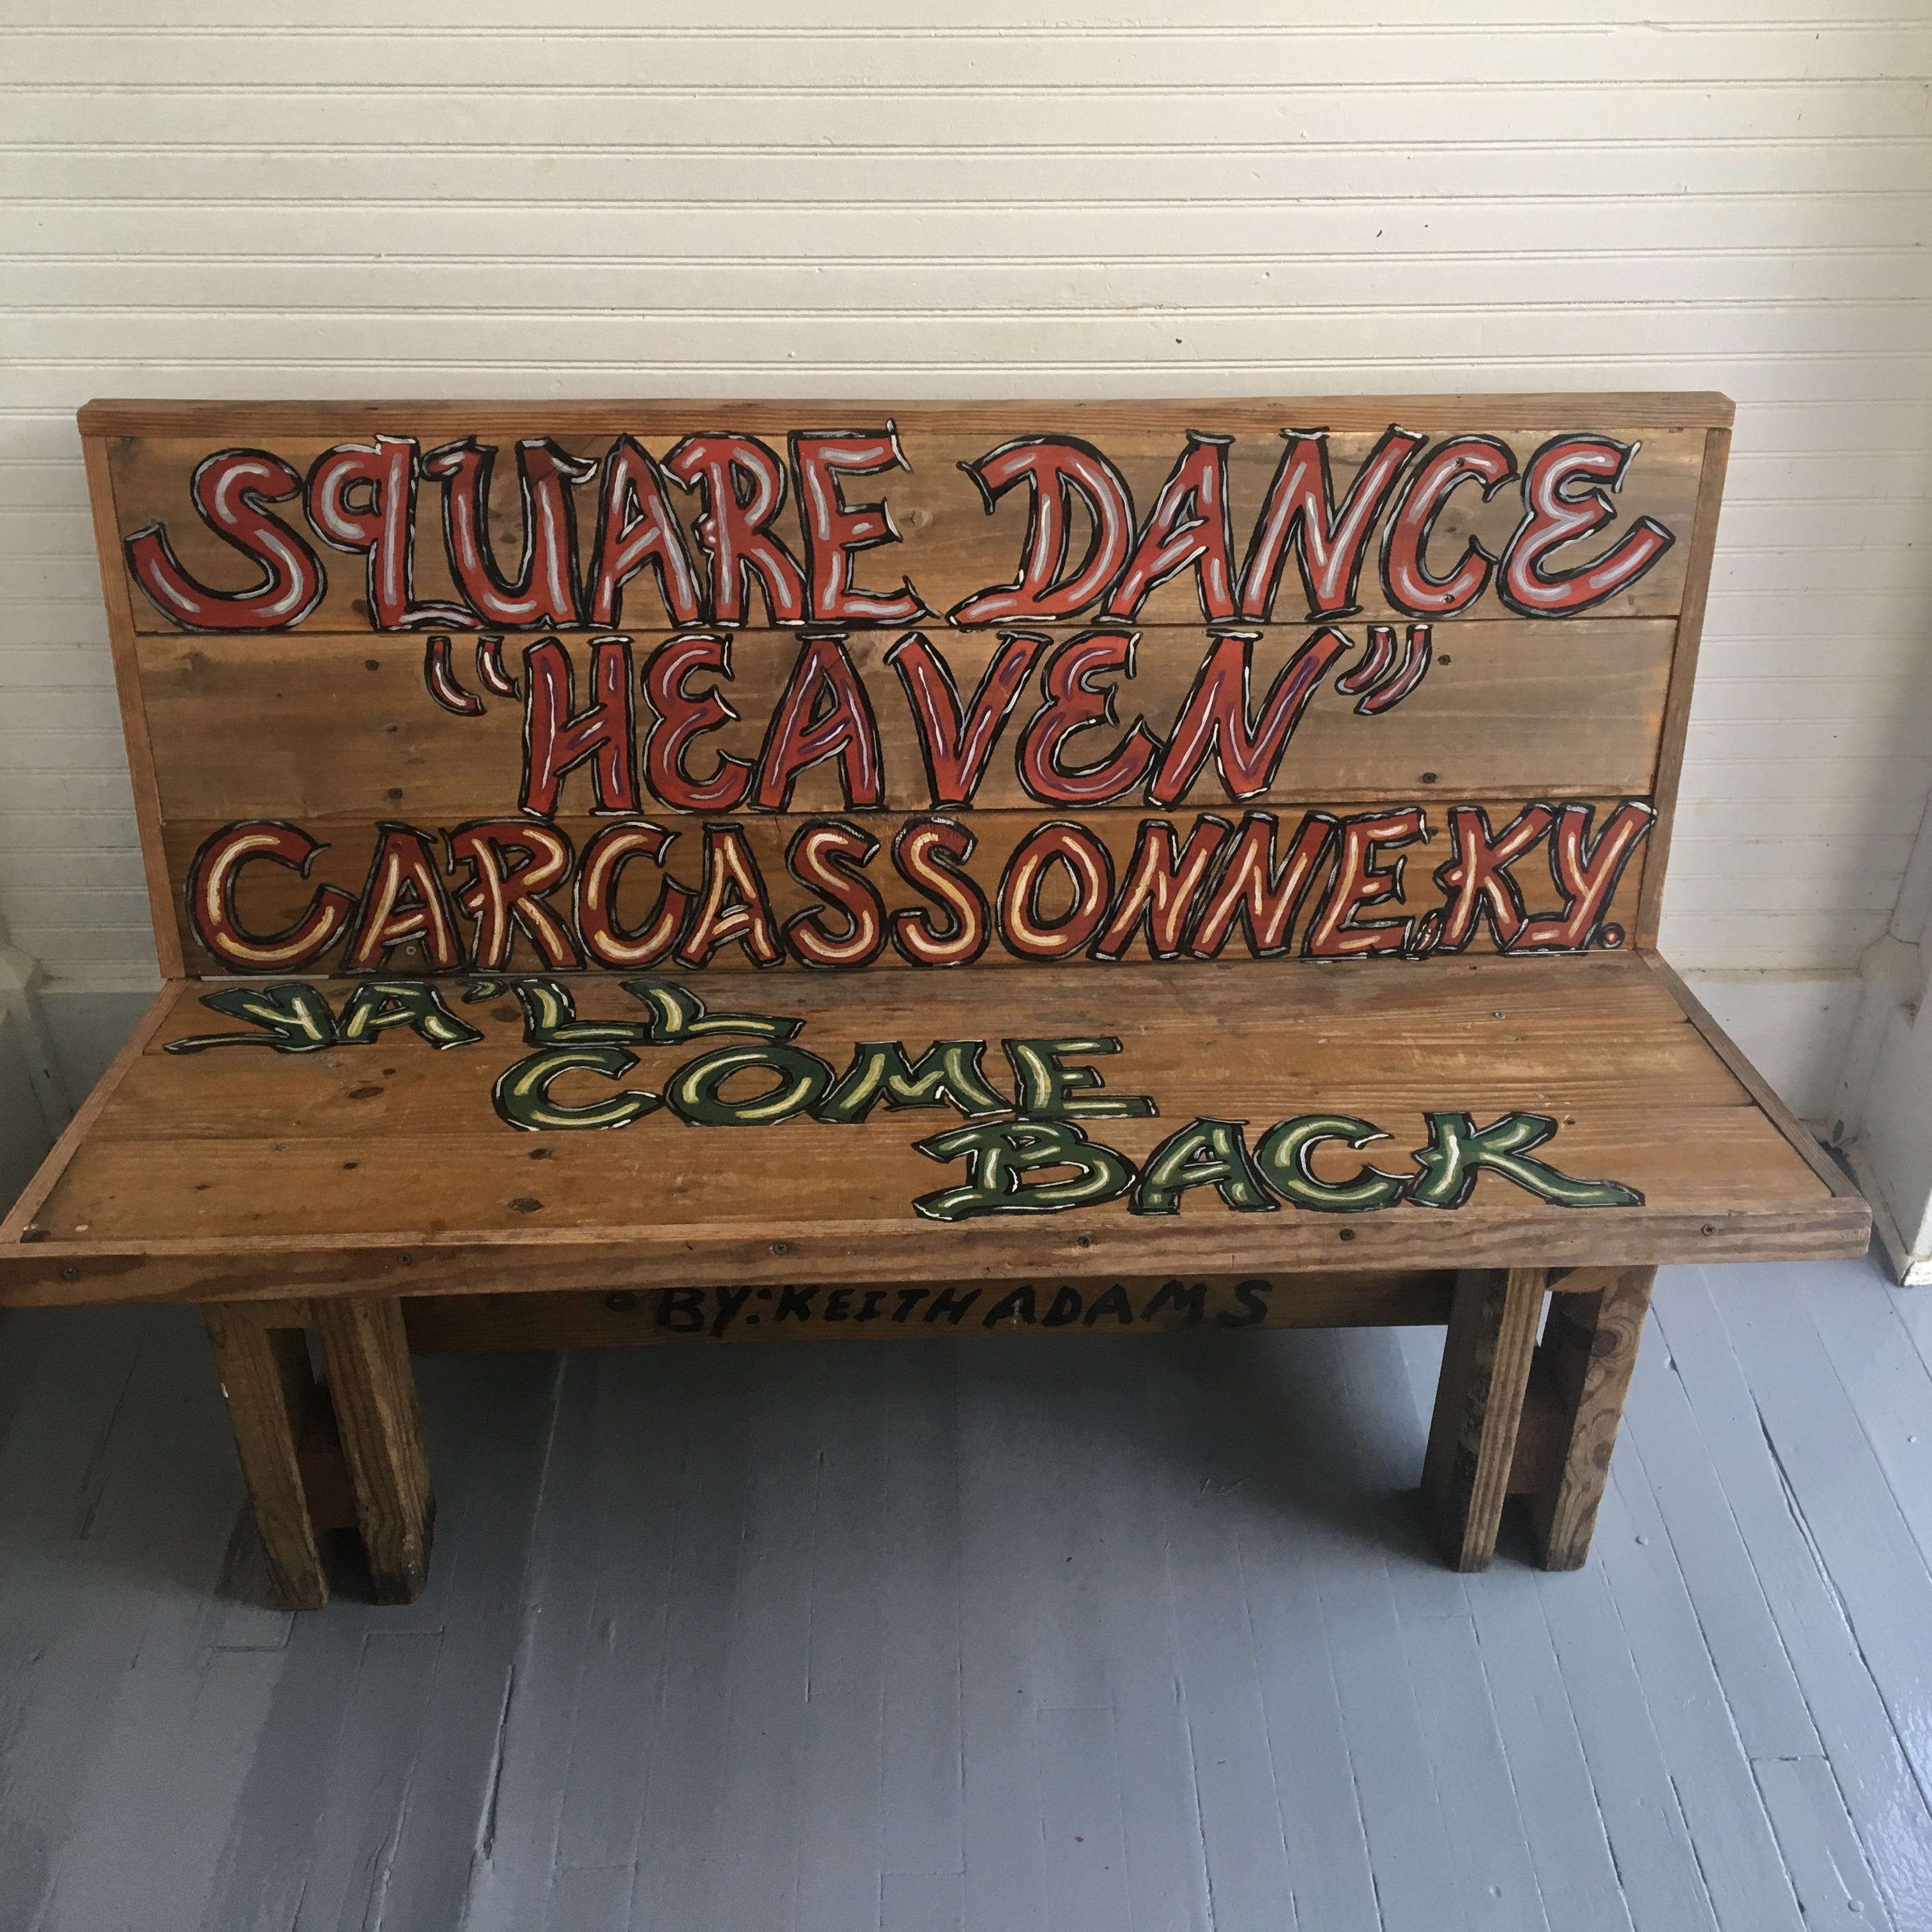 SQUARE DANCE
"HEAVEN"
CARCASSONNE, KY.
YA'LL
COME
BACK
BY: KEITH ADAMS